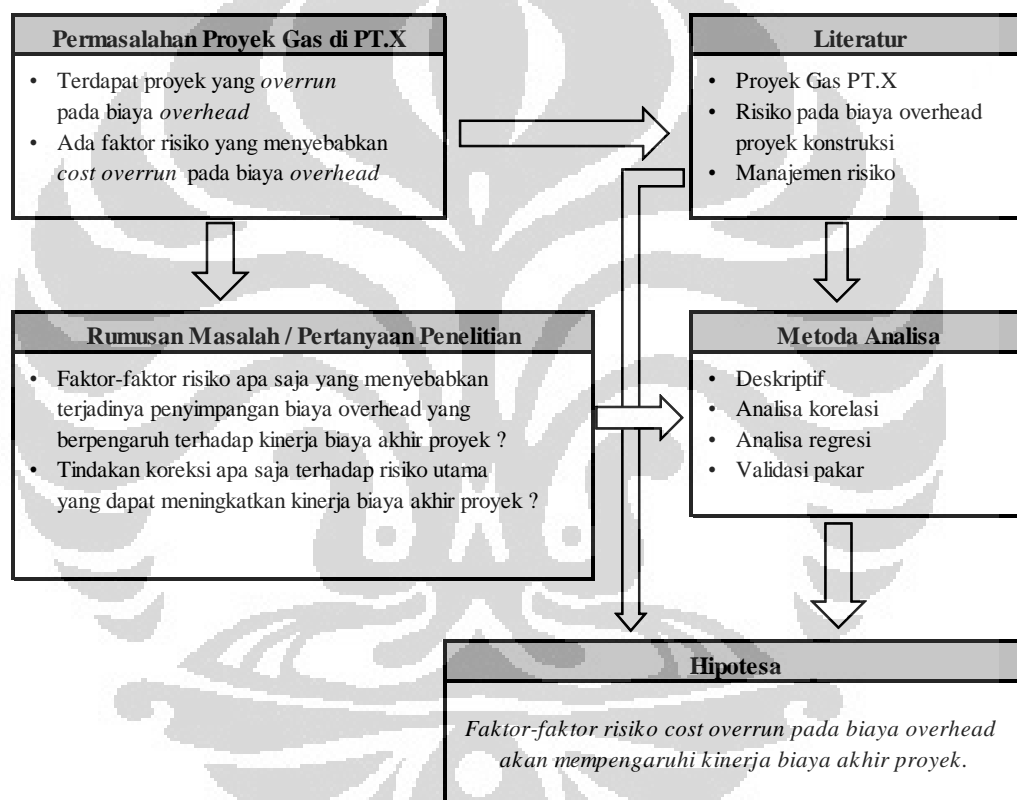 Permasalahan Proyek Gas di PT.X
• Terdapat proyek yang overrun
pada biaya overhead
• Ada faktor risiko yang menyebabkan
cost overrun pada biaya overhead
Literatur
• Proyek Gas PT.X
• Risiko pada biaya overhead
proyek konstruksi
• Manajemen risiko
Rumusan Masalah / Pertanyaan Penelitian
• Faktor-faktor risiko apa saja yang menyebabkan
terjadinya penyimpangan biaya overhead yang
berpengaruh terhadap kinerja biaya akhir proyek ?
• Tindakan koreksi apa saja terhadap risiko utama
yang dapat meningkatkan kinerja biaya akhir proyek ?
Metoda Analisa
• Deskriptif
• Analisa korelasi
• Analisa regresi
• Validasi pakar
Hipotesa
Faktor-faktor risiko cost overrun pada biaya overhead
akan mempengaruhi kinerja biaya akhir proyek.